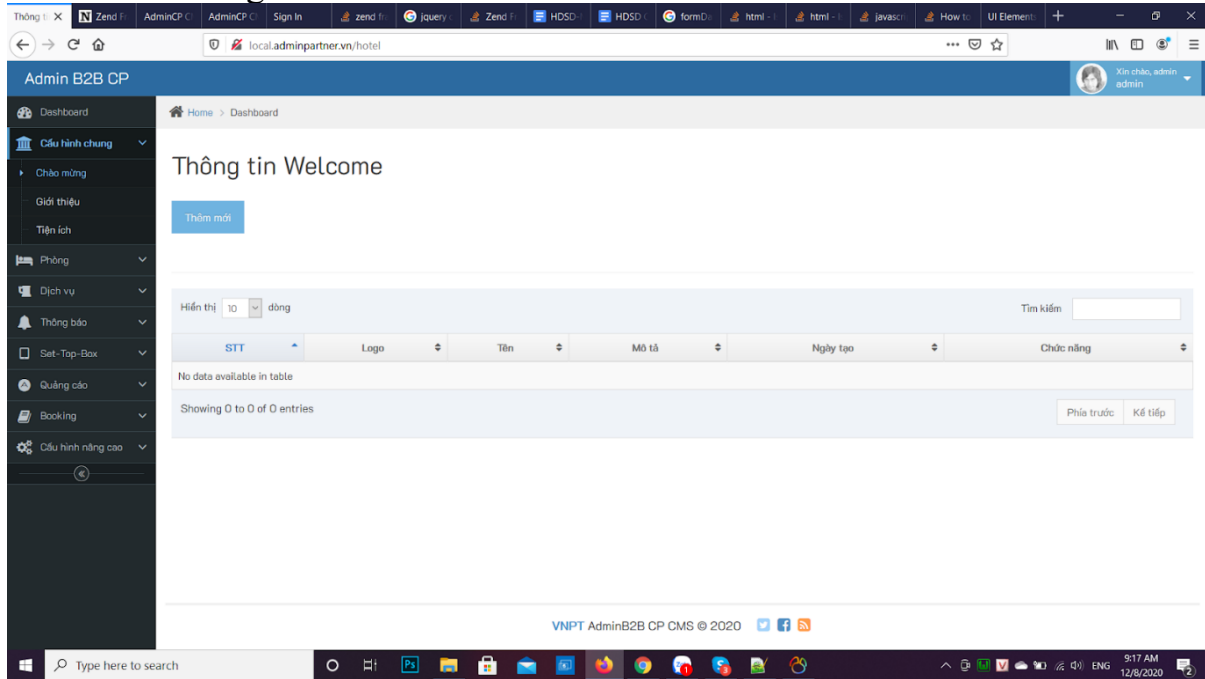 Thông ti
Zend Fr
AdminCP C
AdminCP C
Sign In
zend fra
jquery c
Zend Fr
HDSD-
HDSD
formDa
html - 
html - 
javascri
How to
UI Elements
local.adminpartner.vn/hotel
Admin B2B CP
Xin chào, admin
admin
Dashboard
Home > Dashboard
Cấu hình chung
Chào mừng
Giới thiệu
Tiện ích
Phòng
Dịch vụ
Thông báo
Set-Top-Box
Quảng cáo
Booking
Cấu hình nâng cao
Thông tin Welcome
Thêm mới
Hiển thị 10 dòng
Tìm kiếm
STT Logo Tên Mô tả Ngày tạo Chức năng
No data available in table
Showing 0 to 0 of 0 entries
Phía trước Kế tiếp
VNPT AdminB2B CP CMS © 2020
Type here to search
ENG
9:17 AM
12/8/2020